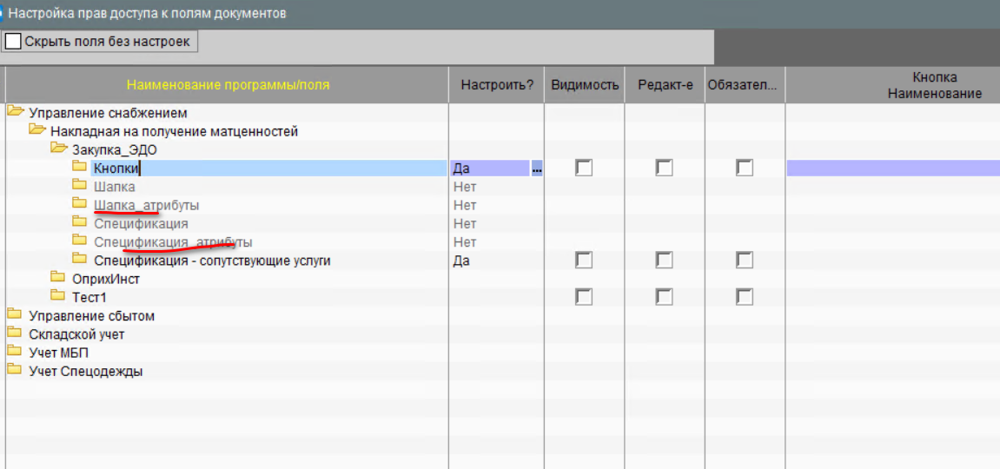 Настройка прав доступа к полям документов
Скрыть поля без настроек
Наименование программы/поля Настроить? Видимость Редакт-е Обязател... Кнопка
Наименование
Управление снабжением
Накладная на получение матценностей
Закупка_ЭДО
Кнопки Да ...
Шапка Нет
Шапка_атрибуты Нет
Спецификация Нет
Спецификация_атрибуты Нет
Спецификация - сопутствующие услуги Да
ОприхИнст
Тест1
Управление сбытом
Складской учет
Учет МБП
Учет Спецодежды